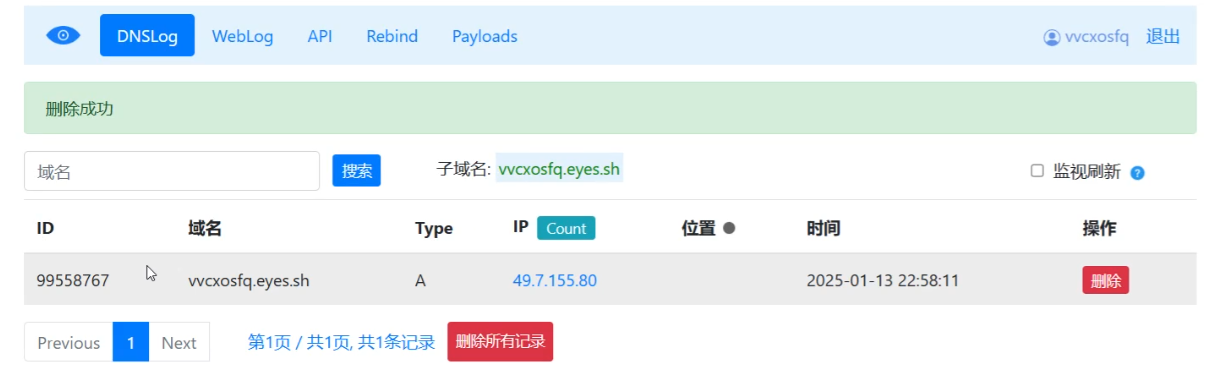 DNSLog WebLog API Rebind Payloads vvcxosfq 退出
删除成功
域名 搜索 子域名: vvcxosfq.eyes.sh 监视刷新 ?
ID 域名 Type IP Count 位置 时间 操作
99558767 vvcxosfq.eyes.sh A 49.7.155.80 2025-01-13 22:58:11 删除
Previous 1 Next 第1页 / 共1页, 共1条记录 删除所有记录